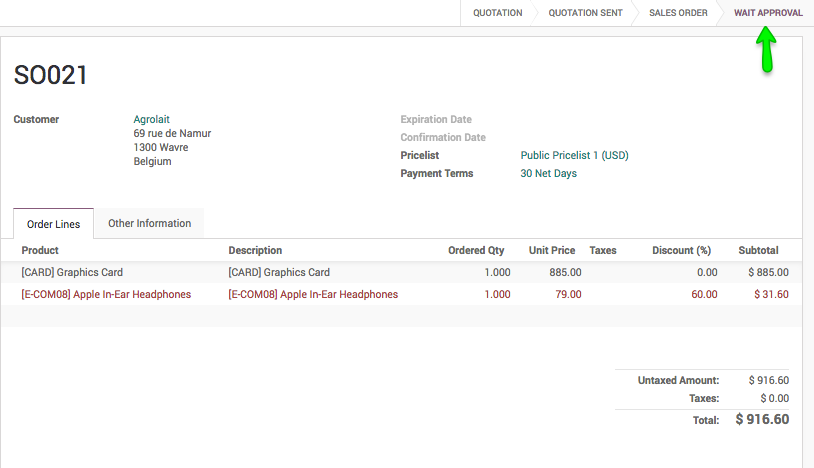 QUOTATION QUOTATION SENT SALES ORDER WAIT APPROVAL
SO021
Customer Agrolait Expiration Date
69 rue de Namur Confirmation Date
1300 Wavre Pricelist Public Pricelist 1 (USD)
Belgium Payment Terms 30 Net Days
Order Lines Other Information
Product Description Ordered Qty Unit Price Taxes Discount (%) Subtotal
[CARD] Graphics Card [CARD] Graphics Card 1.000 885.00 0.00 $ 885.00
[E-COM08] Apple In-Ear Headphones [E-COM08] Apple In-Ear Headphones 1.000 79.00 60.00 $ 31.60
Untaxed Amount: $ 916.60
Taxes: $ 0.00
Total: $ 916.60